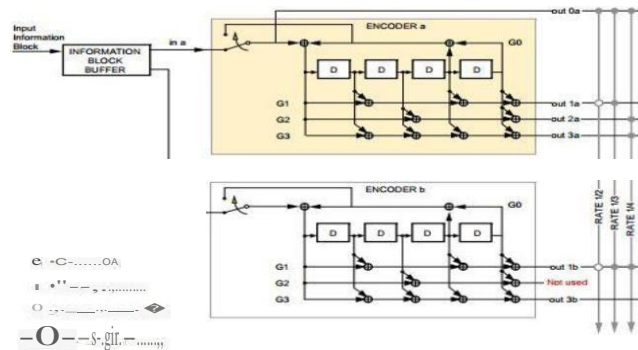 out 0a
ENCODER a
Input
Information
Block
in a
G0
INFORMATION
BLOCK
BUFFER
D D D D
G1
out 1a
G2
out 2a
G3
out 3a
ENCODER b
G0
RATE 1/2
RATE 1/3
RATE 1/4
D D D D
G1
out 1b
G2
Not used
G3
out 3b